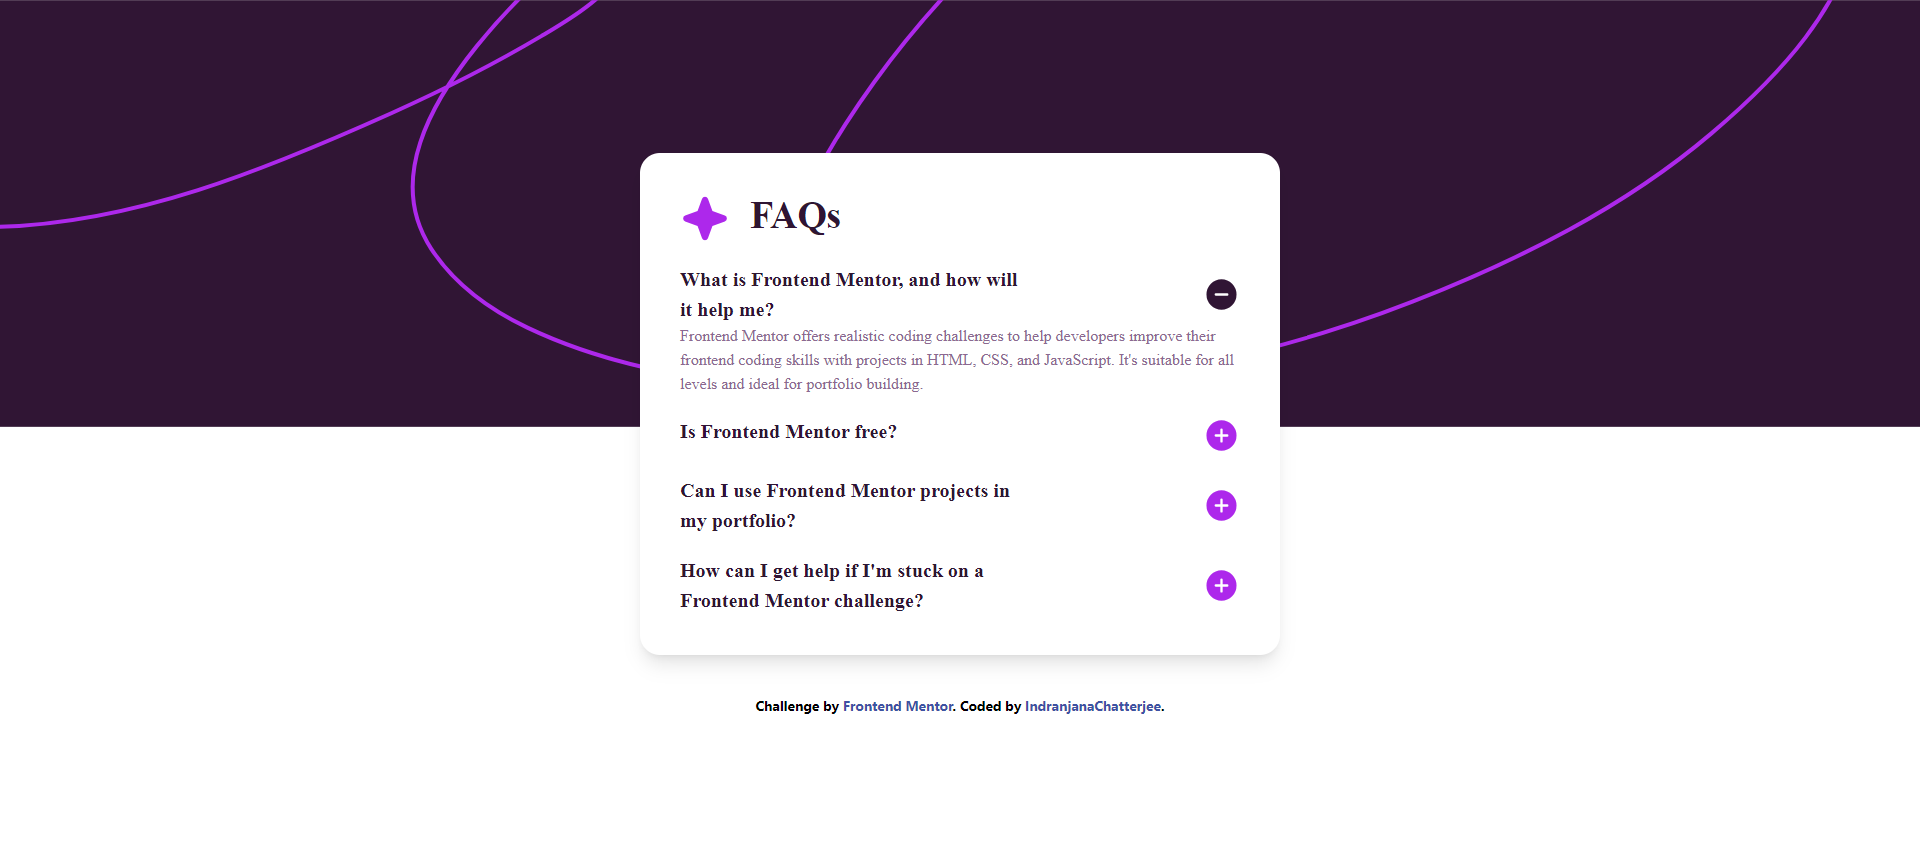 FAQs
What is Frontend Mentor, and how will
it help me?
Frontend Mentor offers realistic coding challenges to help developers improve their
frontend coding skills with projects in HTML, CSS, and JavaScript. It's suitable for all
levels and ideal for portfolio building.
Is Frontend Mentor free?
Can I use Frontend Mentor projects in
my portfolio?
How can I get help if I'm stuck on a
Frontend Mentor challenge?
Challenge by Frontend Mentor. Coded by IndranjanaChatterjee.